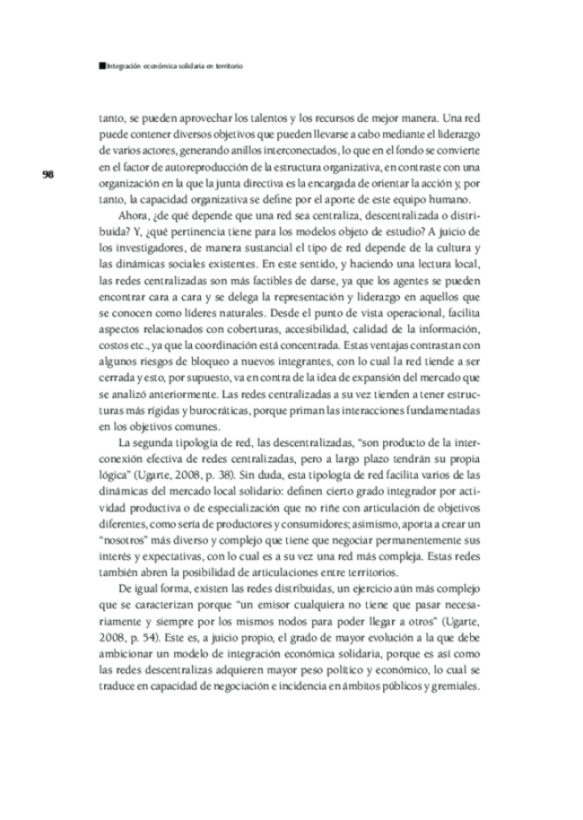 Integración económica solidaria en territorio
tanto, se pueden aprovechar los talentos y los recursos de mejor manera. Una red
puede contener diversos objetivos que pueden llevarse a cabo mediante el liderazgo
de varios actores, generando anillos interconectados, lo que en el fondo se convierte
en el factor de autoreproducción de la estructura organizativa, en contraste con una
98
organización en la que la junta directiva es la encargada de orientar la acción y, por
tanto, la capacidad organizativa se define por el aporte de este equipo humano.
Ahora, ¿de qué depende que una red sea centraliza, descentralizada o distri-
buida? Y, ¿qué pertinencia tiene para los modelos objeto de estudio? A juicio de
los investigadores, de manera sustancial el tipo de red depende de la cultura y
las dinámicas sociales existentes. En este sentido, y haciendo una lectura local,
las redes centralizadas son más factibles de darse, ya que los agentes se pueden
encontrar cara a cara y se delega la representación y liderazgo en aquellos que
se conocen como líderes naturales. Desde el punto de vista operacional, facilita
aspectos relacionados con coberturas, accesibilidad, calidad de la información,
costos etc., ya que la coordinación está concentrada. Estas ventajas contrastan con
algunos riesgos de bloqueo a nuevos integrantes, con lo cual la red tiende a ser
cerrada y esto, por supuesto, va en contra de la idea de expansión del mercado que
se analizó anteriormente. Las redes centralizadas a su vez tienden a tener estruc-
turas más rígidas y burocráticas, porque priman las interacciones fundamentadas
en los objetivos comunes.
La segunda tipología de red, las descentralizadas, “son producto de la inter-
conexión efectiva de redes centralizadas, pero a largo plazo tendrán su propia
lógica” (Ugarte, 2008, p. 38). Sin duda, esta tipología de red facilita varios de las
dinámicas del mercado local solidario: definen cierto grado integrador por acti-
vidad productiva o de especialización que no riñe con articulación de objetivos
diferentes, como sería de productores y consumidores; asimismo, aporta a crear un
“nosotros” más diverso y complejo que tiene que negociar permanentemente sus
interés y expectativas, con lo cual es a su vez una red más compleja. Estas redes
también abren la posibilidad de articulaciones entre territorios.
De igual forma, existen las redes distribuidas, un ejercicio aún más complejo
que se caracterizan porque “un emisor cualquiera no tiene que pasar necesa-
riamente y siempre por los mismos nodos para poder llegar a otros” (Ugarte,
2008, p. 54). Este es, a juicio propio, el grado de mayor evolución a la que debe
ambicionar un modelo de integración económica solidaria, porque es así como
las redes descentralizas adquieren mayor peso político y económico, lo cual se
traduce en capacidad de negociación e incidencia en ámbitos públicos y gremiales.